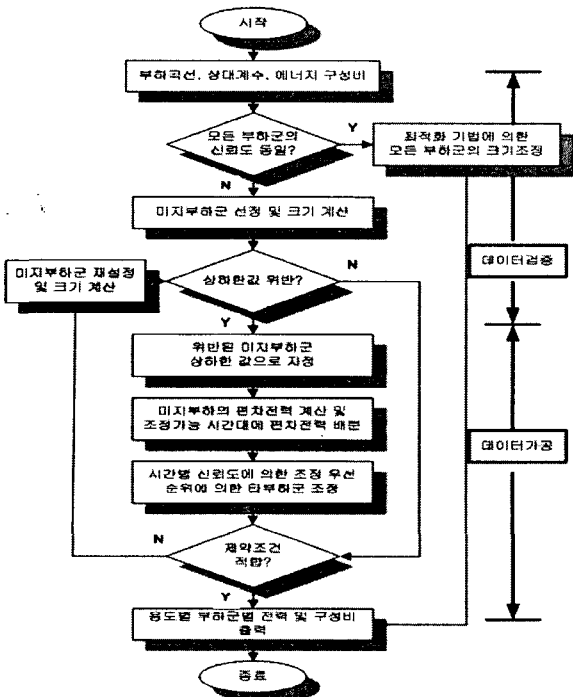 시작
부하곡선, 상대계수, 에너지 구성비
모든 부하군의
신뢰도 동일?
Y
최적화 기법에 의한
모든 부하군의 크기조정
N
미지부하군 선정 및 크기 계산
미지부하군 재설정
및 크기 계산
상하한값 위반?
N
데이터검증
Y
위반된 미지부하군
상하한 값으로 지정
미지부하의 편차전력 계산 및
조정가능 시간대에 편차전력 배분
데이터가공
시간별 신뢰도에 의한 조정 우선
순위에 의한 타부하군 조정
N
제약조건
적합?
Y
용도별 부하군별 전력 및 구성비
출력
종료